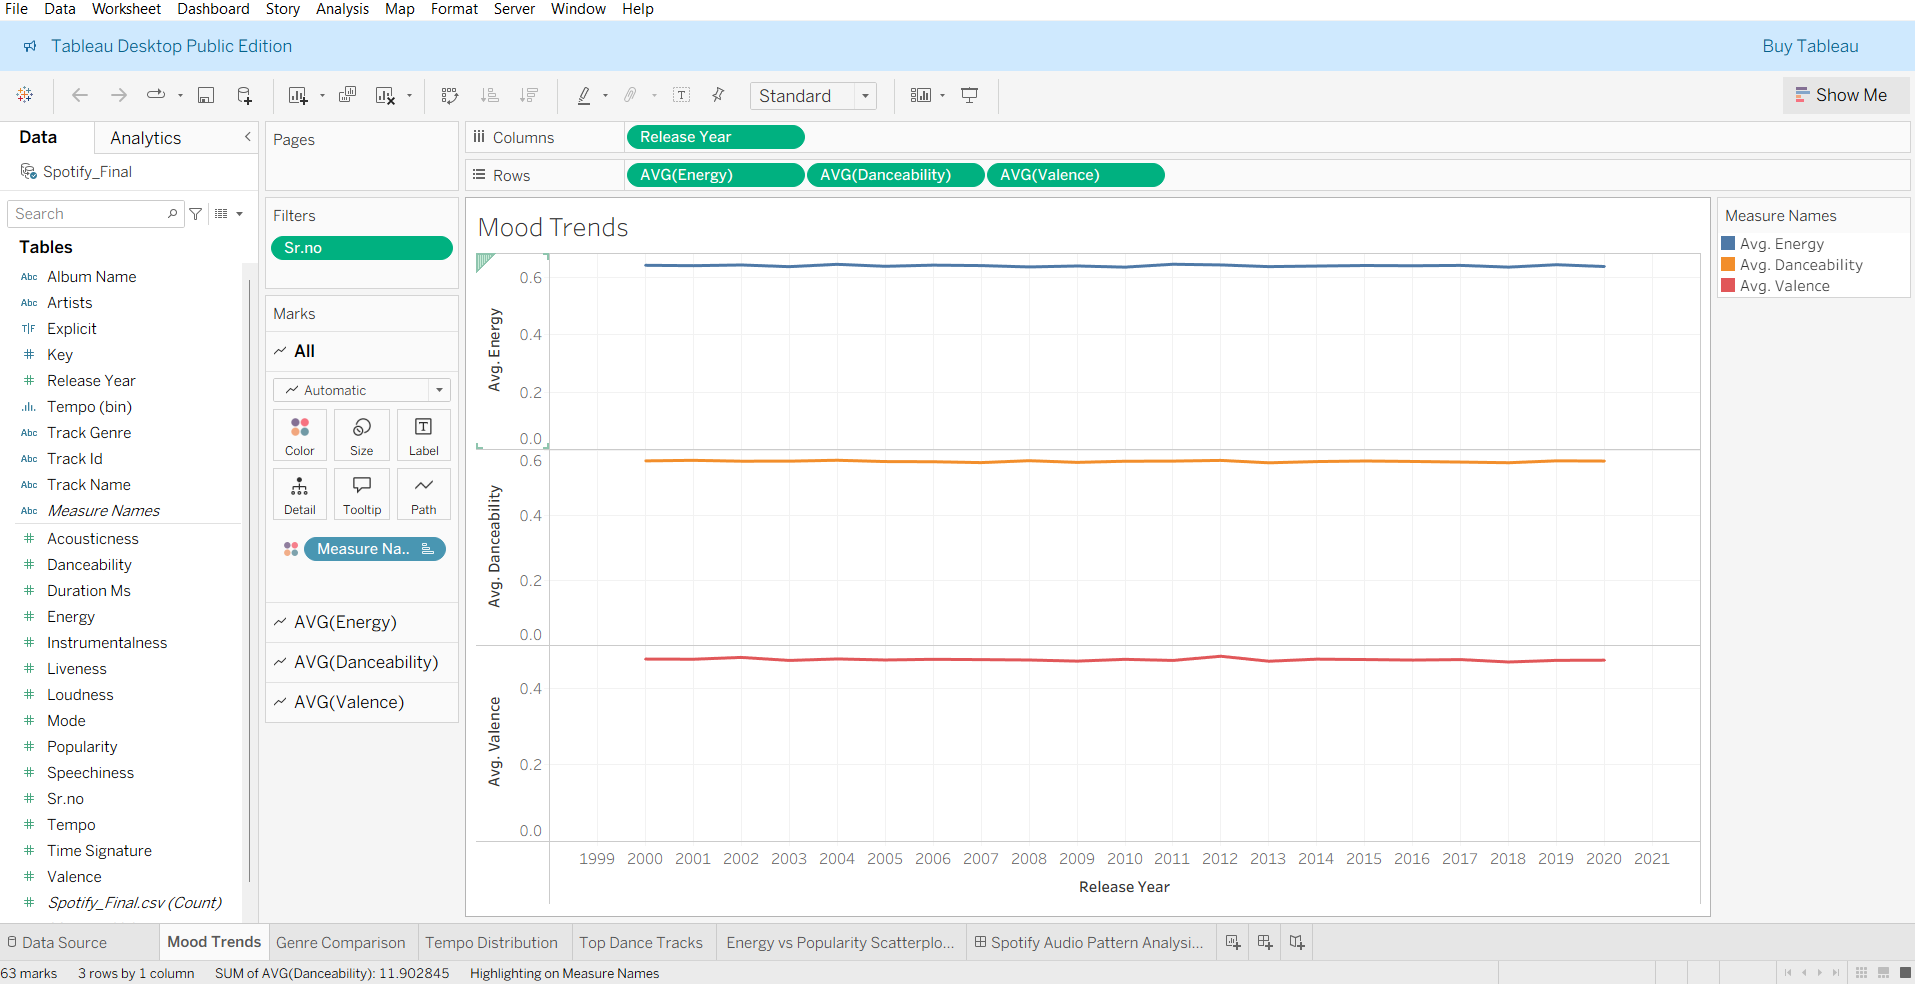 File Data Worksheet Dashboard Story Analysis Map Format Server Window Help
Tableau Desktop Public Edition Buy Tableau
Standard Show Me
Data Analytics
Spotify_Final
Search
Tables
Abc Album Name
Abc Artists
T|F Explicit
# Key
# Release Year
Tempo (bin)
Abc Track Genre
Abc Track Id
Abc Track Name
Abc Measure Names
# Acousticness
# Danceability
# Duration Ms
# Energy
# Instrumentalness
# Liveness
# Loudness
# Mode
# Popularity
# Speechiness
# Sr.no
# Tempo
# Time Signature
# Valence
# Spotify_Final.csv (Count)
Pages
Filters
Sr.no
Marks
All
Automatic
Color Size Label
Detail Tooltip Path
Measure Na..
AVG(Energy)
AVG(Danceability)
AVG(Valence)
Columns Release Year
Rows AVG(Energy) AVG(Danceability) AVG(Valence)
Mood Trends
Avg. Energy
0.6
0.4
0.2
0.0
Avg. Danceability
0.6
0.4
0.2
0.0
Avg. Valence
0.4
0.2
0.0
1999 2000 2001 2002 2003 2004 2005 2006 2007 2008 2009 2010 2011 2012 2013 2014 2015 2016 2017 2018 2019 2020 2021
Release Year
Measure Names
Avg. Energy
Avg. Danceability
Avg. Valence
Data Source Mood Trends Genre Comparison Tempo Distribution Top Dance Tracks Energy vs Popularity Scatterplo... Spotify Audio Pattern Analysi...
63 marks 3 rows by 1 column SUM of AVG(Danceability): 11.902845 Highlighting on Measure Names